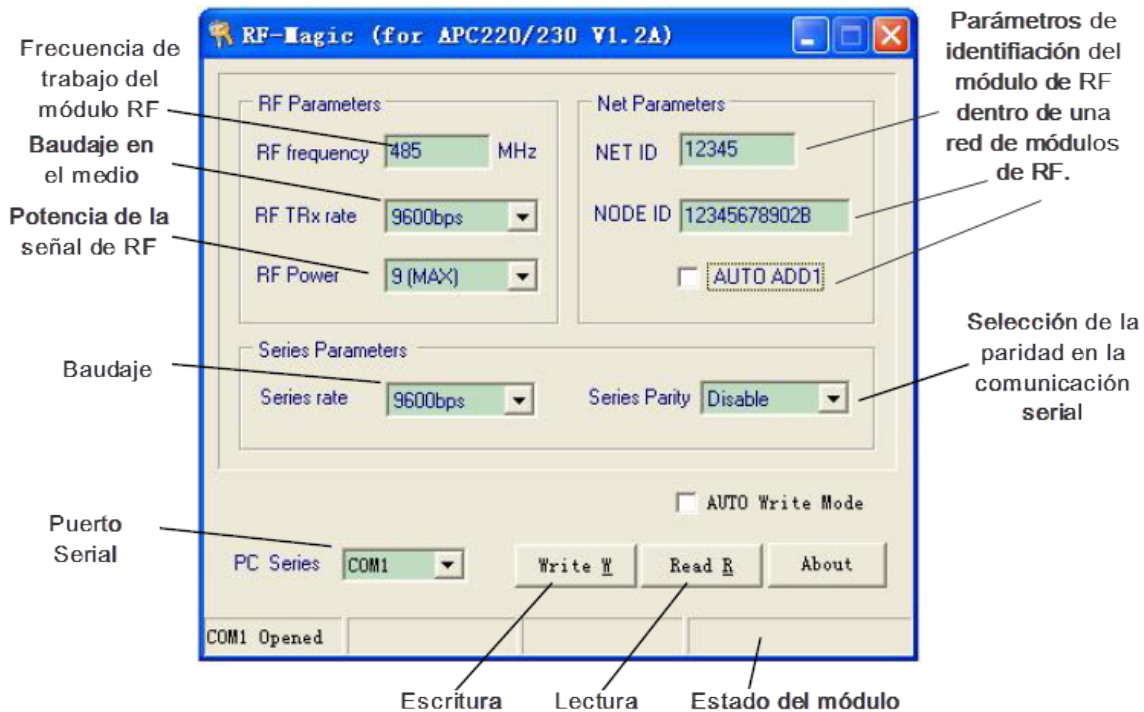 RF-Magic (for APC220/230 V1.2A)
Frecuencia de
trabajo del
módulo RF
Baudaje en
el medio
Potencia de la
señal de RF
Baudaje
Puerto
Serial
RF Parameters
RF frequency 485 MHz
RF TRx rate 9600bps
RF Power 9 (MAX)
Net Parameters
NET ID 12345
NODE ID 12345678902B
AUTO ADD1
Series Parameters
Series rate 9600bps
Series Parity Disable
AUTO Write Mode
PC Series COM1
Write W
Read R
About
COM1 Opened
Parámetros de
identifiación del
módulo de RF
dentro de una
red de módulos
de RF.
Selección de la
paridad en la
comunicación
serial
Escritura
Lectura
Estado del módulo